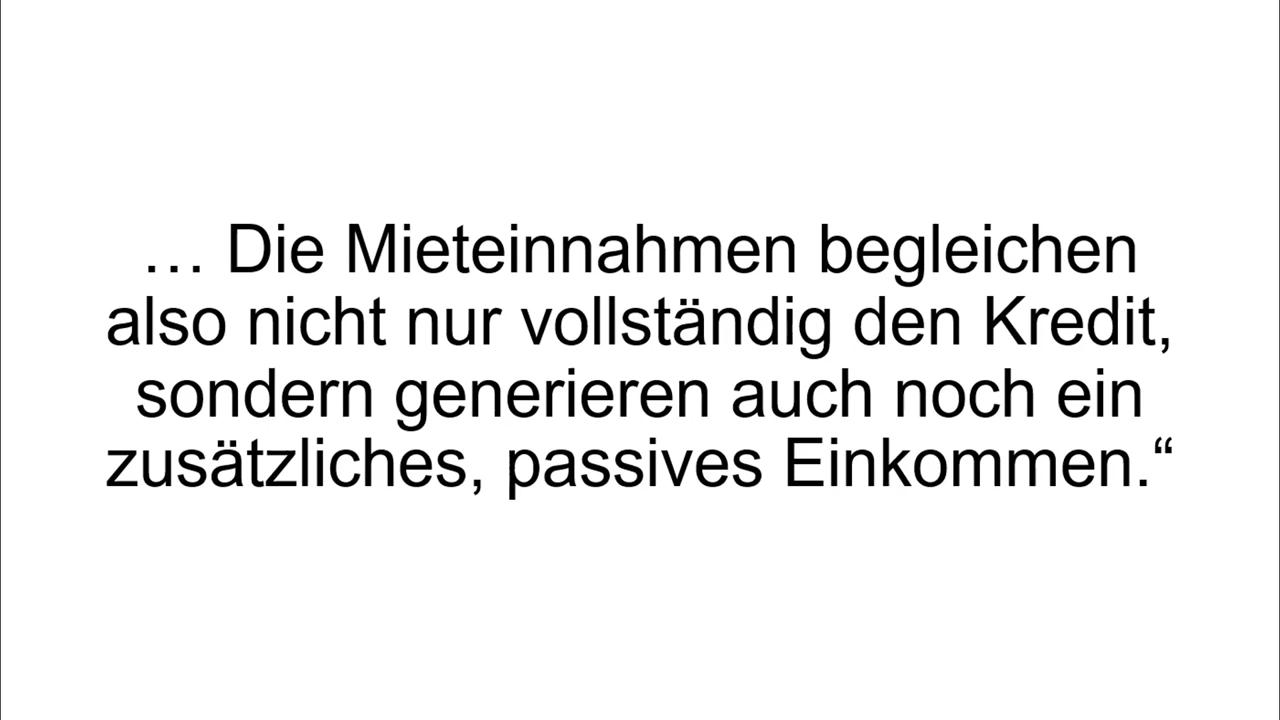 … Die Mieteinnahmen begleichen
also nicht nur vollständig den Kredit,
sondern generieren auch noch ein
zusätzliches, passives Einkommen.“